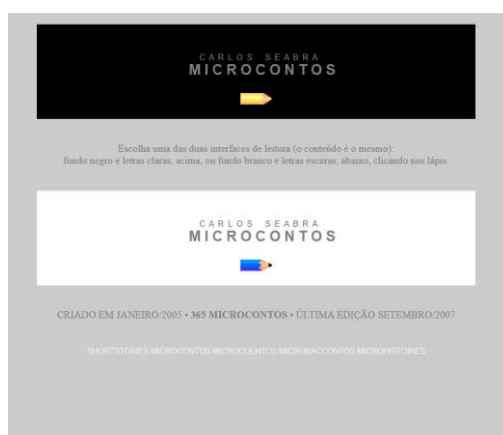 CARLOS SEABRA
MICROCONTOS
Escolha uma das duas interfaces de leitura (o conteúdo é o mesmo):
fundo negro e letras claras, acima, ou fundo branco e letras escuras, abaixo, clicando nos lápis.
CARLOS SEABRA
MICROCONTOS
CRIADO EM JANEIRO/2005 • 365 MICROCONTOS • ÚLTIMA EDIÇÃO SETEMBRO/2007
SHORTSTORIES MICROCONTOS MICROCUENTOS MICRORACCONTOS MICROHISTOIRES